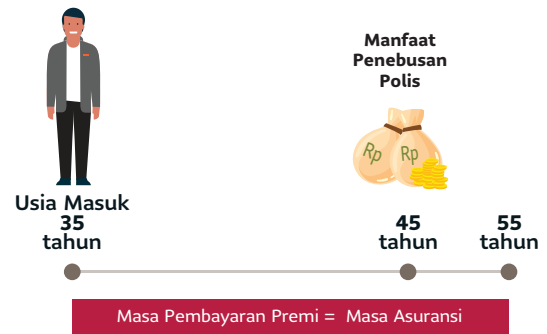 Manfaat
Penebusan
Polis
Rp
Rp
Usia Masuk
35
tahun
45
tahun
55
tahun
Masa Pembayaran Premi = Masa Asuransi